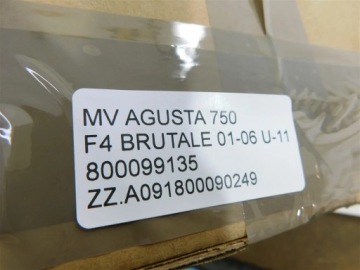 MV AGUSTA 750
F4 BRUTALE 01-06 U-11
800099135
ZZ.A091800090249